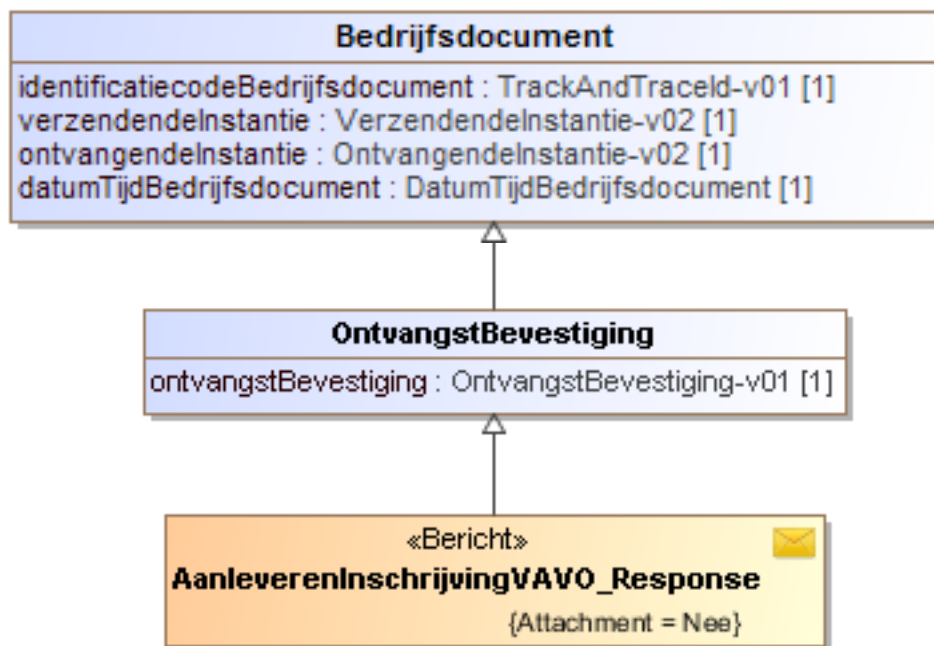 Bedrijfsdocument
identificatiecodeBedrijfsdocument : TrackAndTraceId-v01 [1]
verzendendeInstantie : VerzendendeInstantie-v02 [1]
ontvangendeInstantie : OntvangendeInstantie-v02 [1]
datumTijdBedrijfsdocument : DatumTijdBedrijfsdocument [1]
OntvangstBevestiging
ontvangstBevestiging : OntvangstBevestiging-v01 [1]
«Bericht»
AanleverenInschrijvingVAVO_Response
{Attachment = Nee}